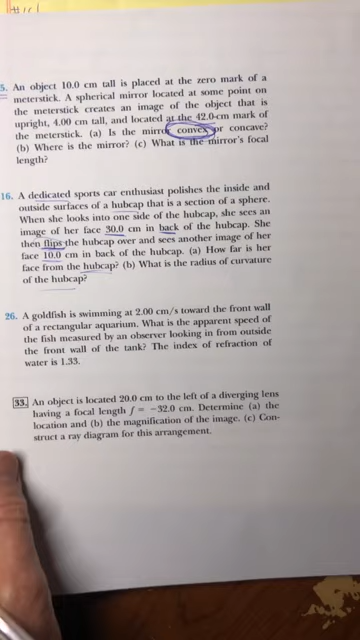 5. An object 10.0 cm tall is placed at the zero mark of a
meterstick. A spherical mirror located at some point on
the meterstick creates an image of the object that is
upright, 4.00 cm tall, and located at the 42.0-cm mark of
the meterstick. (a) Is the mirror convex or concave?
(b) Where is the mirror? (c) What is the mirror's focal
length?
16. A dedicated sports car enthusiast polishes the inside and
outside surfaces of a hubcap that is a section of a sphere.
When she looks into one side of the hubcap, she sees an
image of her face 30.0 cm in back of the hubcap. She
then flips the hubcap over and sees another image of her
face 10.0 cm in back of the hubcap. (a) How far is her
face from the hubcap? (b) What is the radius of curvature
of the hubcap?
26. A goldfish is swimming at 2.00 cm/s toward the front wall
of a rectangular aquarium. What is the apparent speed of
the fish measured by an observer looking in from outside
the front wall of the tank? The index of refraction of
water is 1.33.
33. An object is located 20.0 cm to the left of a diverging lens
having a focal length f = −32.0 cm. Determine (a) the
location and (b) the magnification of the image. (c) Con-
struct a ray diagram for this arrangement.